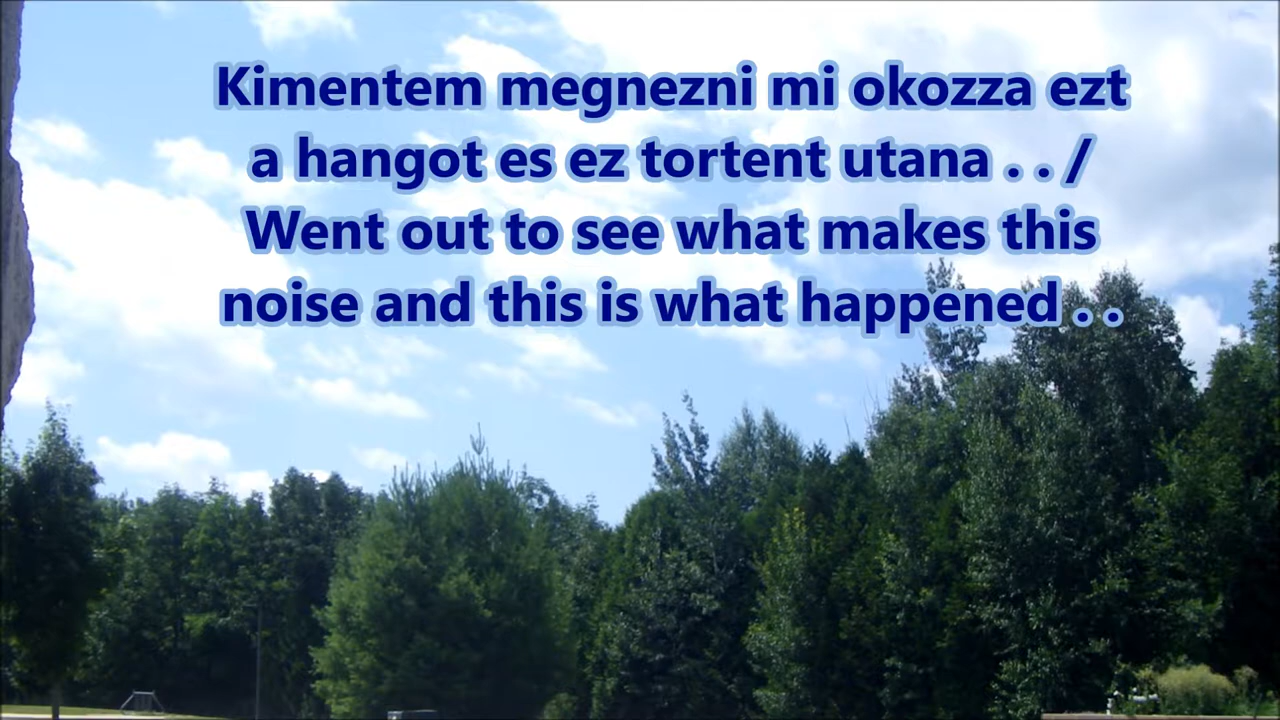 Kimentem megnezni mi okozza ezt
a hangot es ez tortent utana . . /
Went out to see what makes this
noise and this is what happened . .